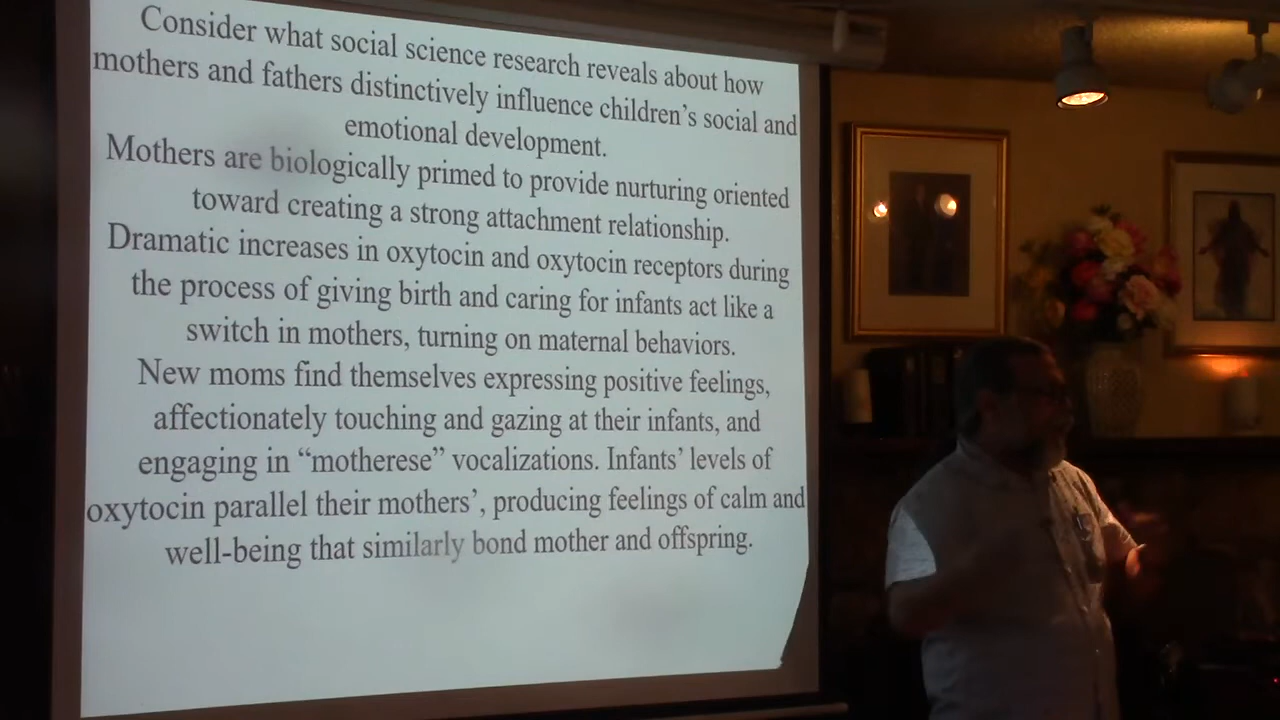 Consider what social science research reveals about how
mothers and fathers distinctively influence children's social and
emotional development.
Mothers are biologically primed to provide nurturing oriented
toward creating a strong attachment relationship.
Dramatic increases in oxytocin and oxytocin receptors during
the process of giving birth and caring for infants act like a
switch in mothers, turning on maternal behaviors.
New moms find themselves expressing positive feelings,
affectionately touching and gazing at their infants, and
engaging in “motherese” vocalizations. Infants’ levels of
oxytocin parallel their mothers’, producing feelings of calm and
well-being that similarly bond mother and offspring.